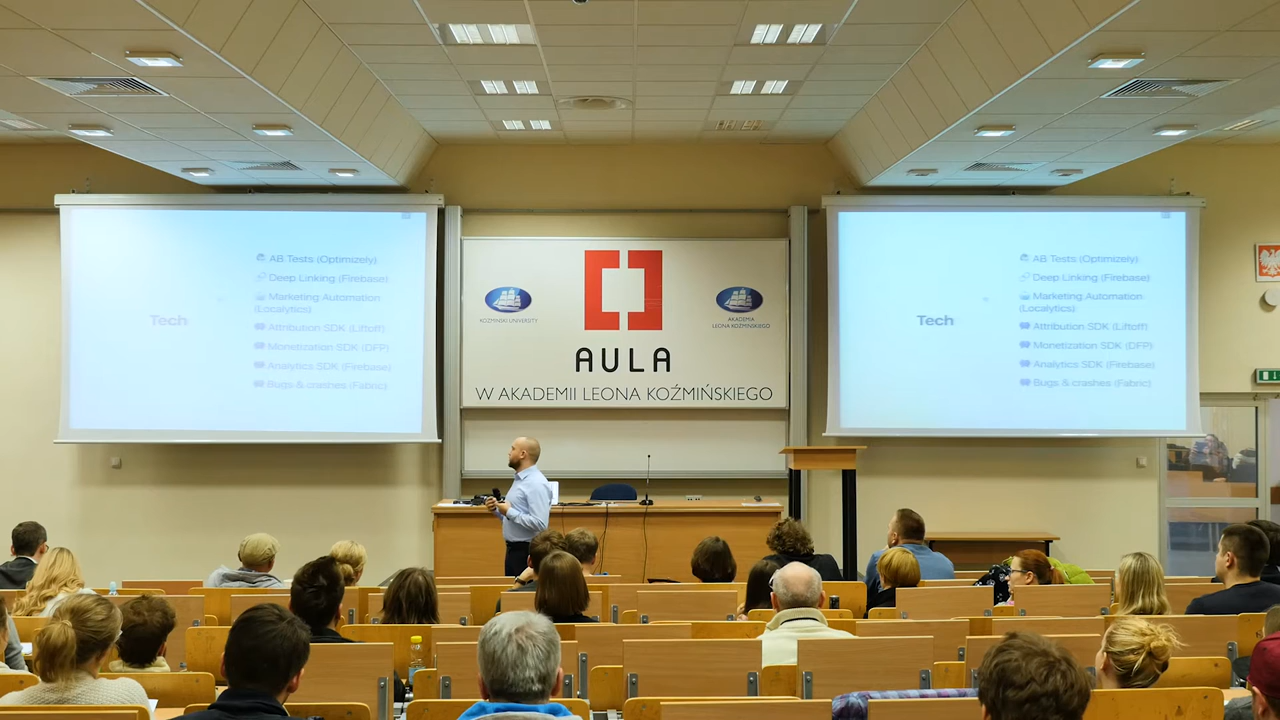 Tech
AB Tests (Optimizely)
Deep Linking (Firebase)
Marketing Automation
(Localytics)
Attribution SDK (Liftoff)
Monetization SDK (DFP)
Analytics SDK (Firebase)
Bugs & crashes (Fabric)
KOZMINSKI UNIVERSITY
AKADEMIA
LEONA KOŹMIŃSKIEGO
AULA
W AKADEMII LEONA KOŹMIŃSKIEGO
Tech
AB Tests (Optimizely)
Deep Linking (Firebase)
Marketing Automation
(Localytics)
Attribution SDK (Liftoff)
Monetization SDK (DFP)
Analytics SDK (Firebase)
Bugs & crashes (Fabric)